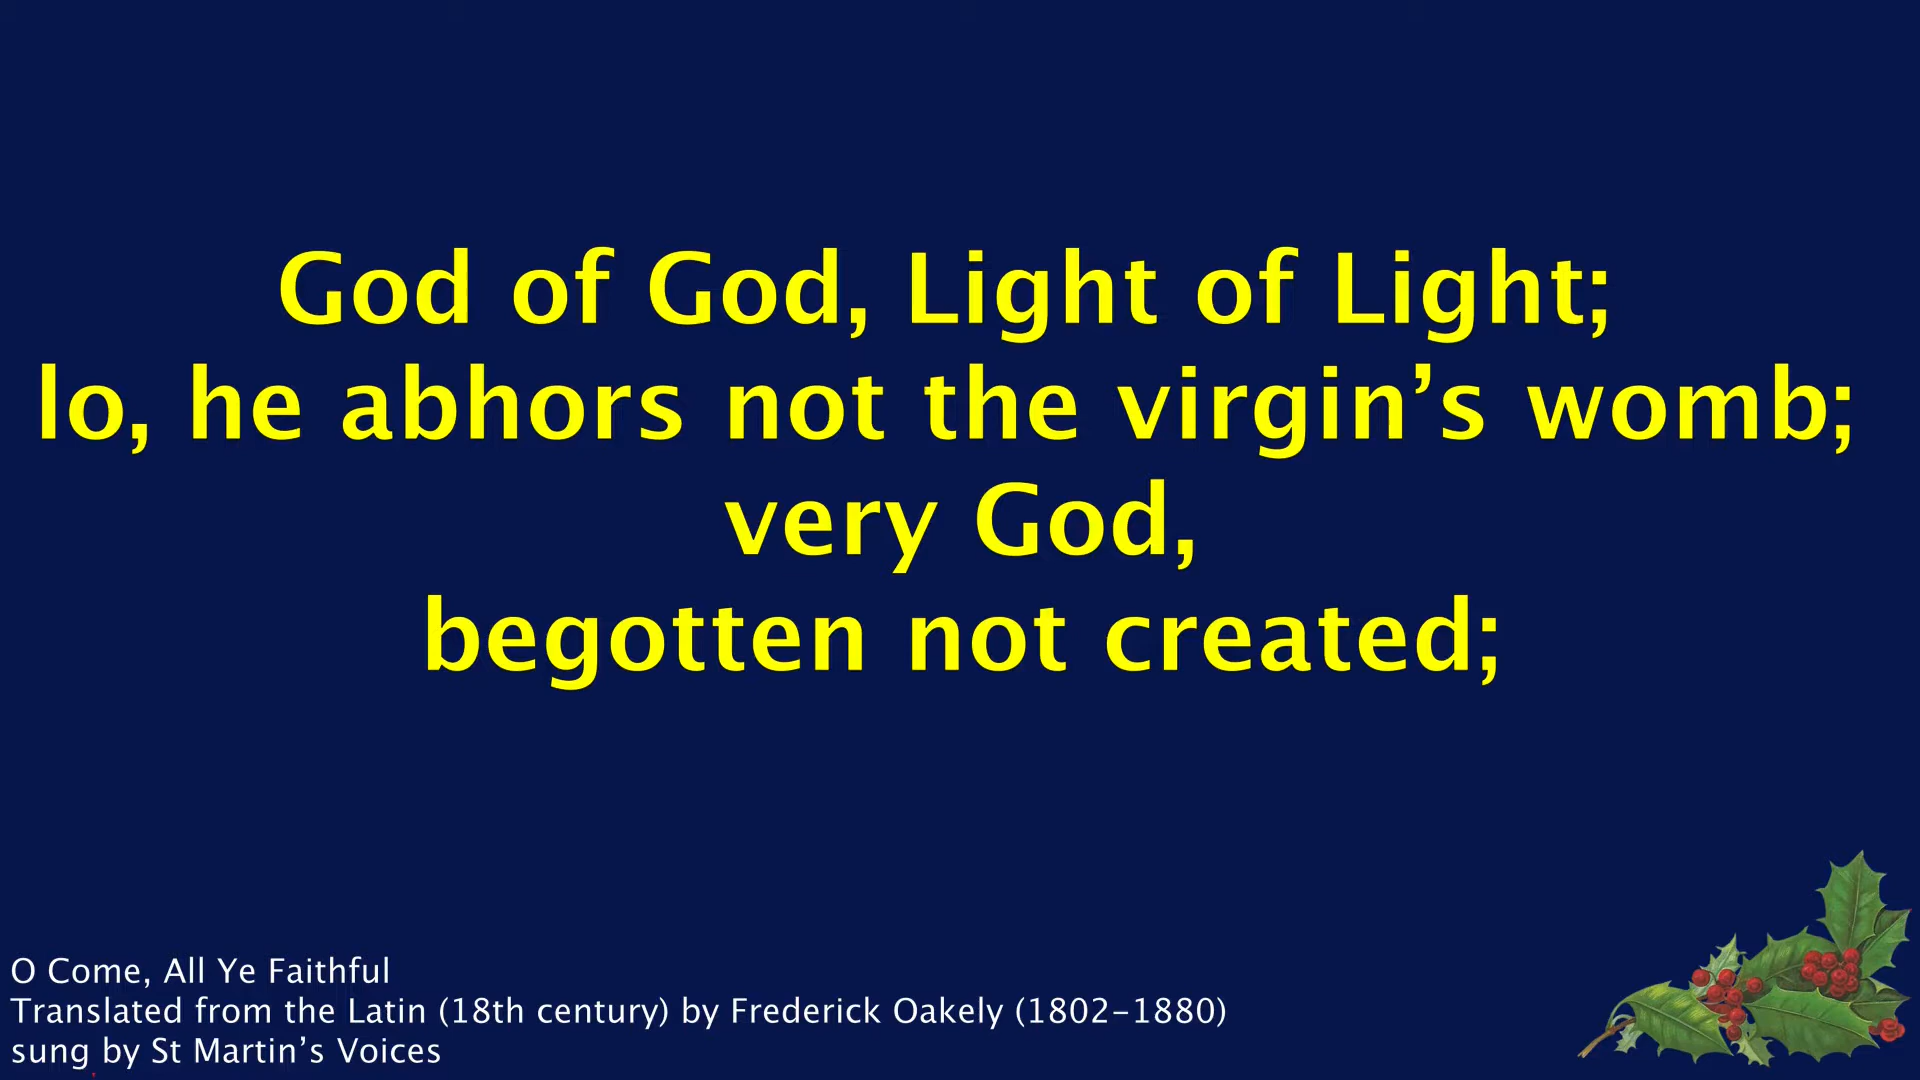 God of God, Light of Light;
lo, he abhors not the virgin’s womb;
very God,
begotten not created;
O Come, All Ye Faithful
Translated from the Latin (18th century) by Frederick Oakely (1802-1880)
sung by St Martin’s Voices